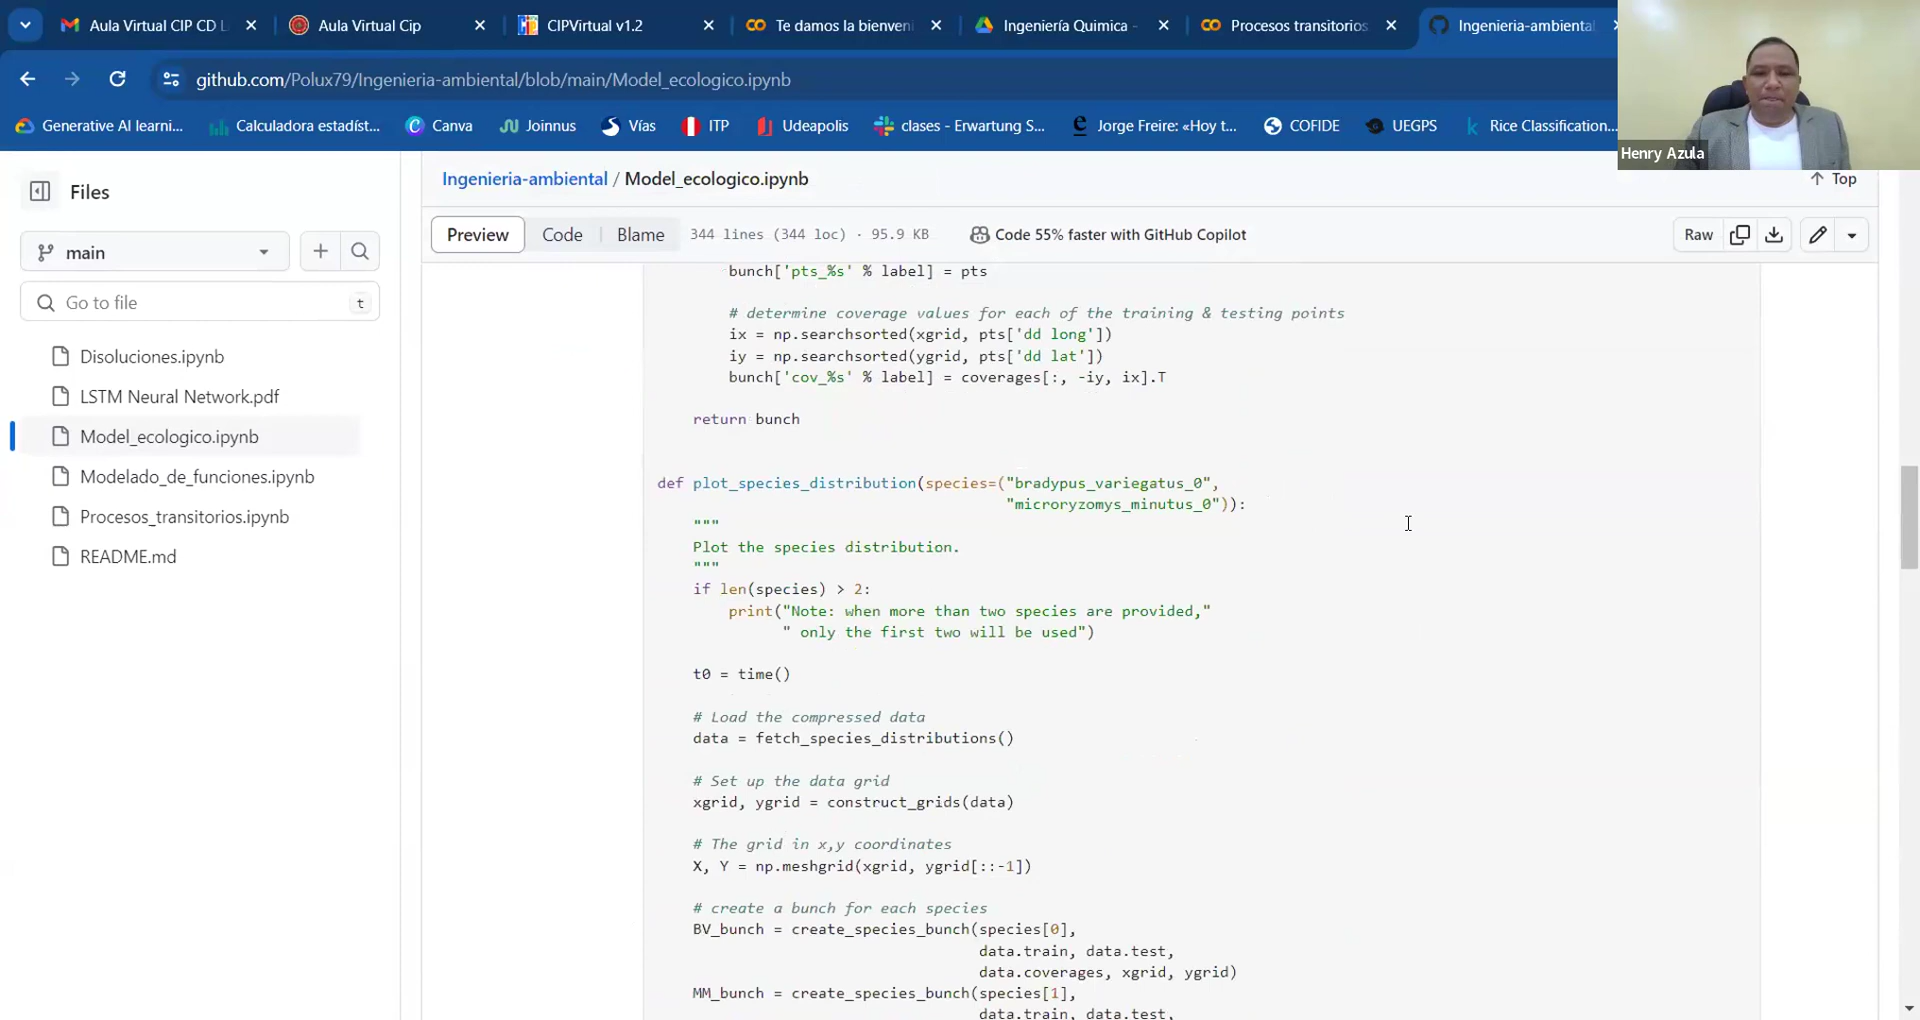 Aula Virtual CIP CD L
Aula Virtual Cip
CIPVirtual v1.2
Te damos la bienveni
Ingeniería Quimica -
Procesos transitorios
Ingenieria-ambiental
github.com/Polux79/Ingenieria-ambiental/blob/main/Model_ecologico.ipynb
Generative AI learni...
Calculadora estadíst...
Canva
Joinnus
Vías
ITP
Udeapolis
clases - Erwartung S...
Jorge Freire: «Hoy t...
COFIDE
UEGPS
Rice Classification...
Henry Azula
Files
main
Go to file
t
Disoluciones.ipynb
LSTM Neural Network.pdf
Model_ecologico.ipynb
Modelado_de_funciones.ipynb
Procesos_transitorios.ipynb
README.md
Ingenieria-ambiental / Model_ecologico.ipynb
Top
Preview
Code
Blame
344 lines (344 loc) · 95.9 KB
Code 55% faster with GitHub Copilot
Raw
bunch['pts_%s' % label] = pts
# determine coverage values for each of the training & testing points
ix = np.searchsorted(xgrid, pts['dd long'])
iy = np.searchsorted(ygrid, pts['dd lat'])
bunch['cov_%s' % label] = coverages[:, -iy, ix].T
return bunch
def plot_species_distribution(species=("bradypus_variegatus_0",
"microryzomys_minutus_0")):
"""
Plot the species distribution.
"""
if len(species) > 2:
print("Note: when more than two species are provided,"
" only the first two will be used")
t0 = time()
# Load the compressed data
data = fetch_species_distributions()
# Set up the data grid
xgrid, ygrid = construct_grids(data)
# The grid in x,y coordinates
X, Y = np.meshgrid(xgrid, ygrid[::-1])
# create a bunch for each species
BV_bunch = create_species_bunch(species[0],
data.train, data.test,
data.coverages, xgrid, ygrid)
MM_bunch = create_species_bunch(species[1],
data.train, data.test,